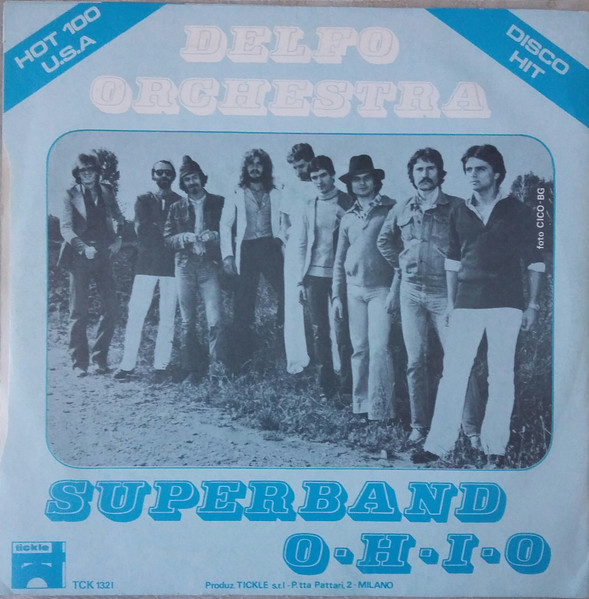 HOT 100
U.S.A
DISCO
HIT
DELFO
ORCHESTRA
foto CICO-BG
SUPERBAND
O-H-I-O
tickle
TCK 1321
Produz. TICKLE s.r.l - P.tta Pattari, 2 - MILANO